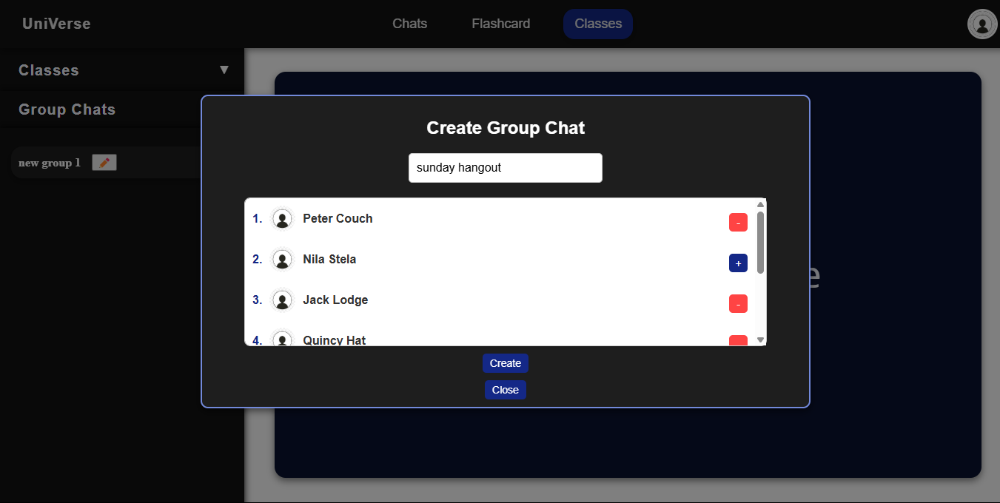 UniVerse
Chats
Flashcard
Classes
Classes ▼
Group Chats
new group 1
Create Group Chat
sunday hangout
1. Peter Couch -
2. Nila Stela +
3. Jack Lodge -
4. Quincy Hat
e
Create
Close